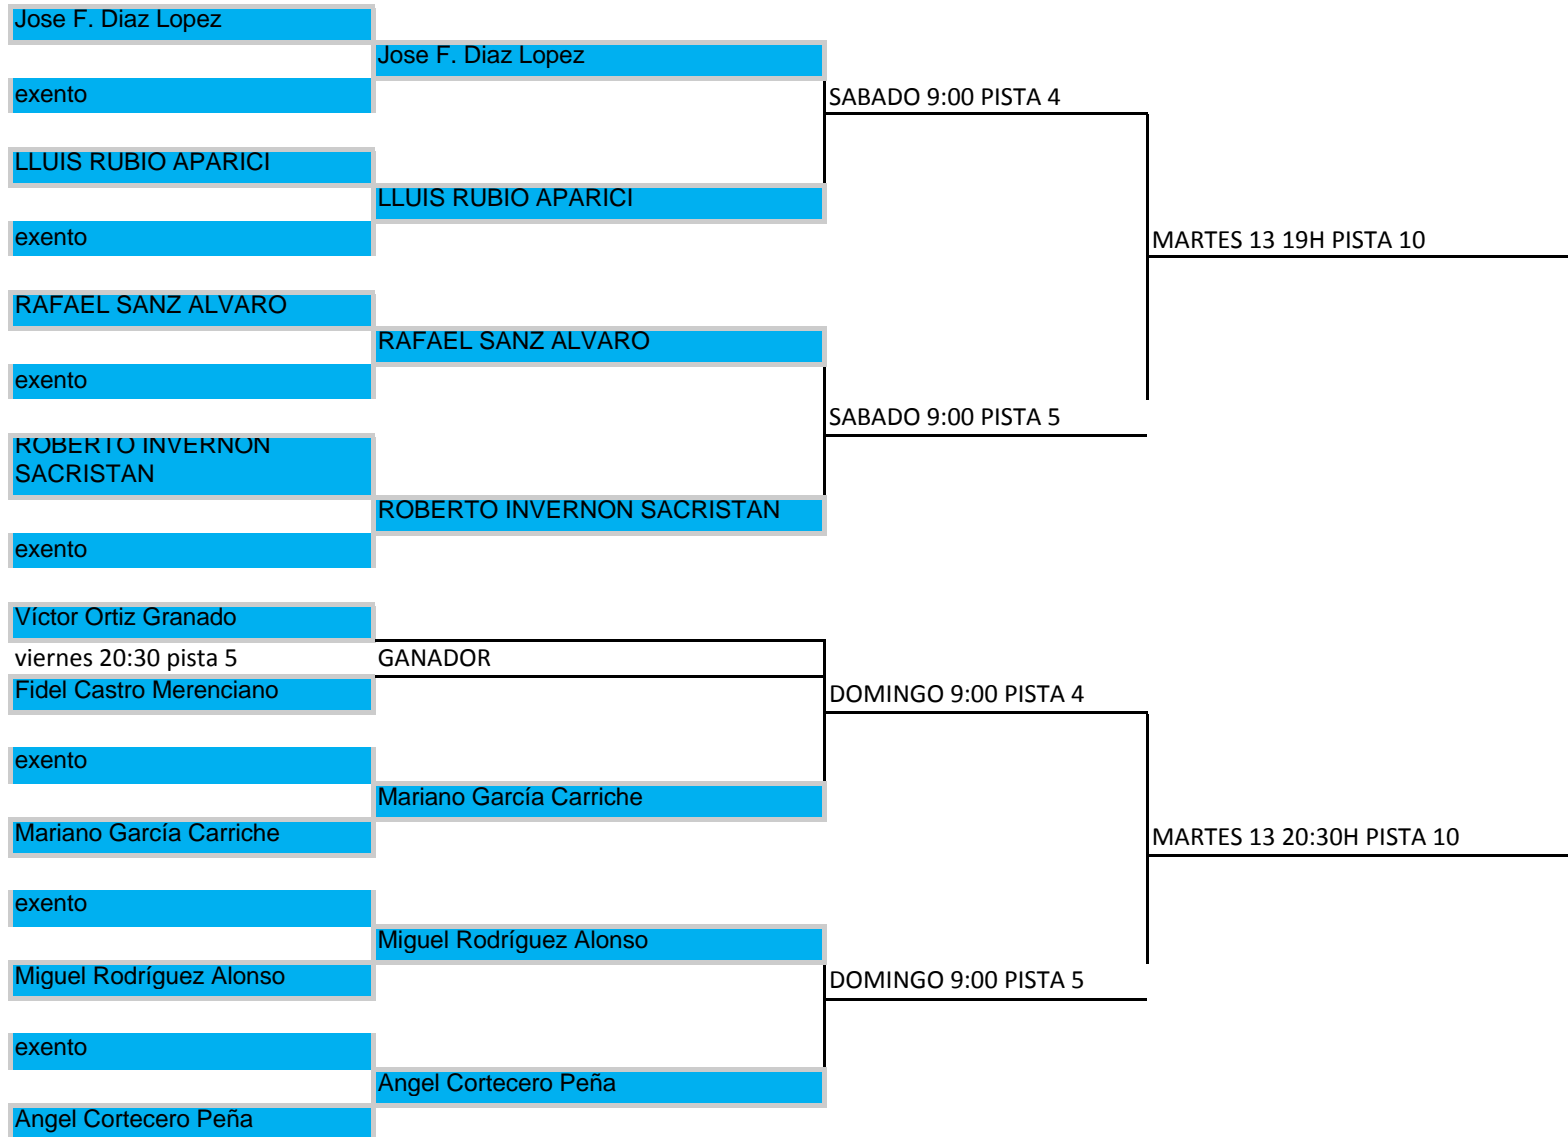 Jose F. Diaz Lopez
Jose F. Diaz Lopez
exento
SABADO 9:00 PISTA 4
LLUIS RUBIO APARICI
LLUIS RUBIO APARICI
exento
MARTES 13 19H PISTA 10
RAFAEL SANZ ALVARO
RAFAEL SANZ ALVARO
exento
SABADO 9:00 PISTA 5
ROBERTO INVERNON
SACRISTAN
ROBERTO INVERNON SACRISTAN
exento
Víctor Ortiz Granado
viernes 20:30 pista 5
GANADOR
Fidel Castro Merenciano
DOMINGO 9:00 PISTA 4
exento
Mariano García Carriche
Mariano García Carriche
MARTES 13 20:30H PISTA 10
exento
Miguel Rodríguez Alonso
Miguel Rodríguez Alonso
DOMINGO 9:00 PISTA 5
exento
Angel Cortecero Peña
Angel Cortecero Peña